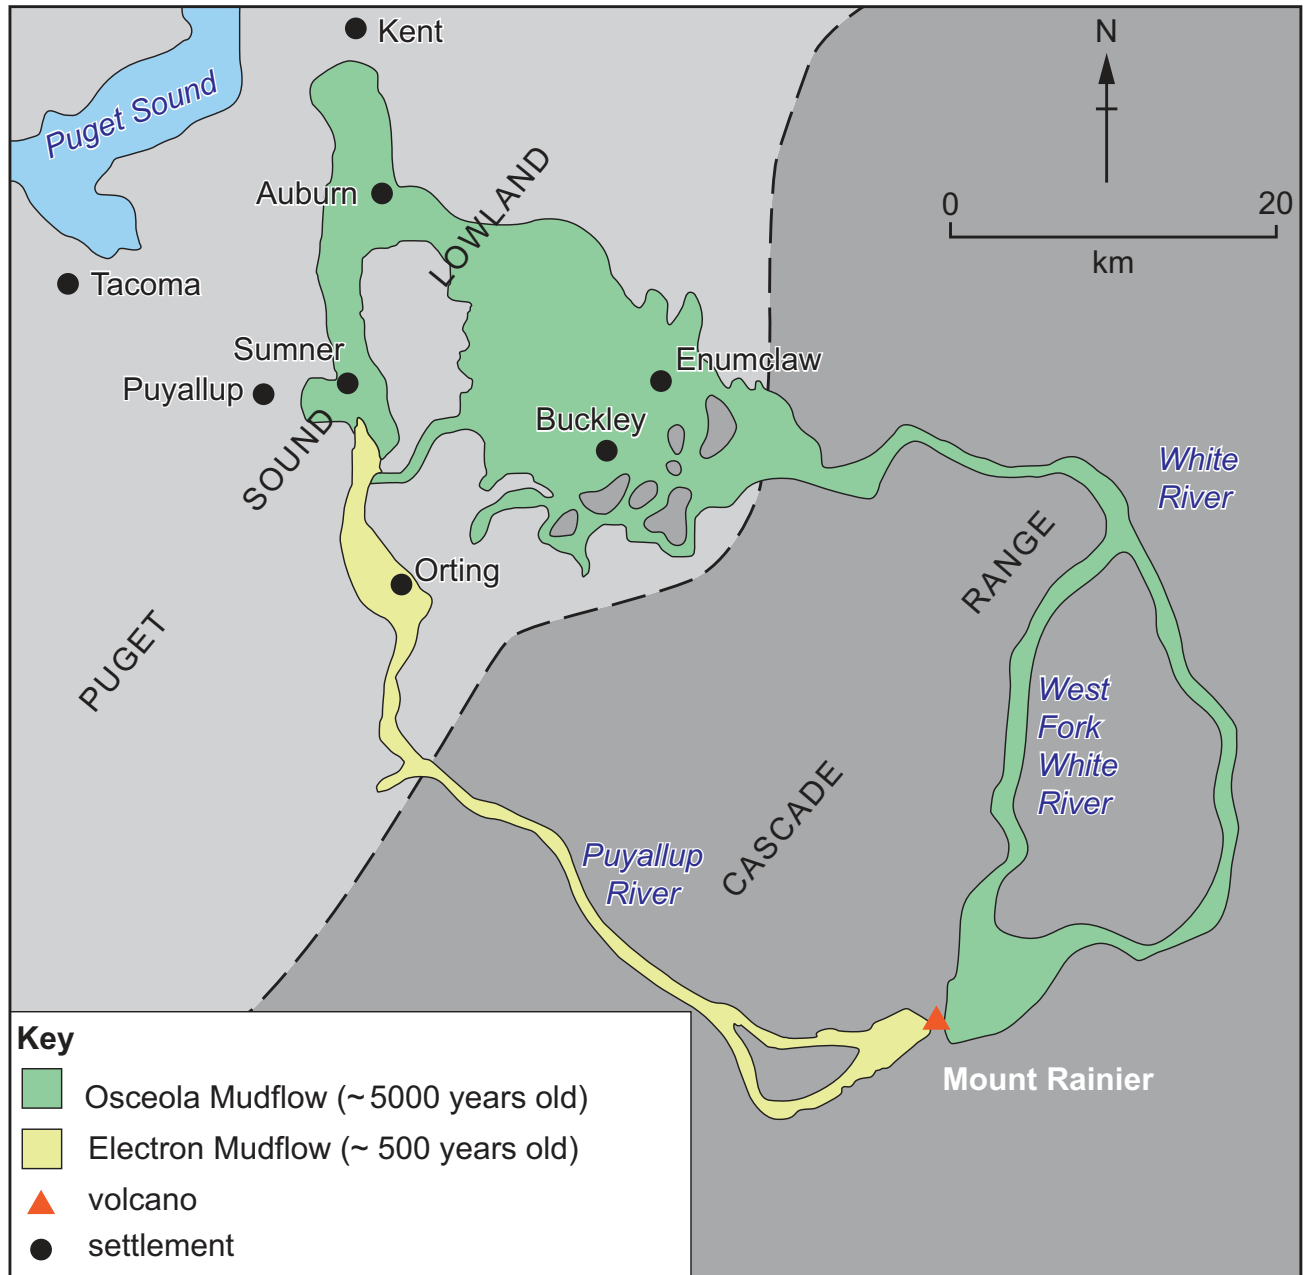 Kent
N
Puget Sound
Auburn
LOWLAND
0
20
km
Tacoma
Sumner
Enumclaw
Puyallup
Buckley
SOUND
White
River
Orting
RANGE
PUGET
West
Fork
White
River
CASCADE
Puyallup
River
Mount Rainier
Key
Osceola Mudflow (~ 5000 years old)
Electron Mudflow (~ 500 years old)
volcano
settlement